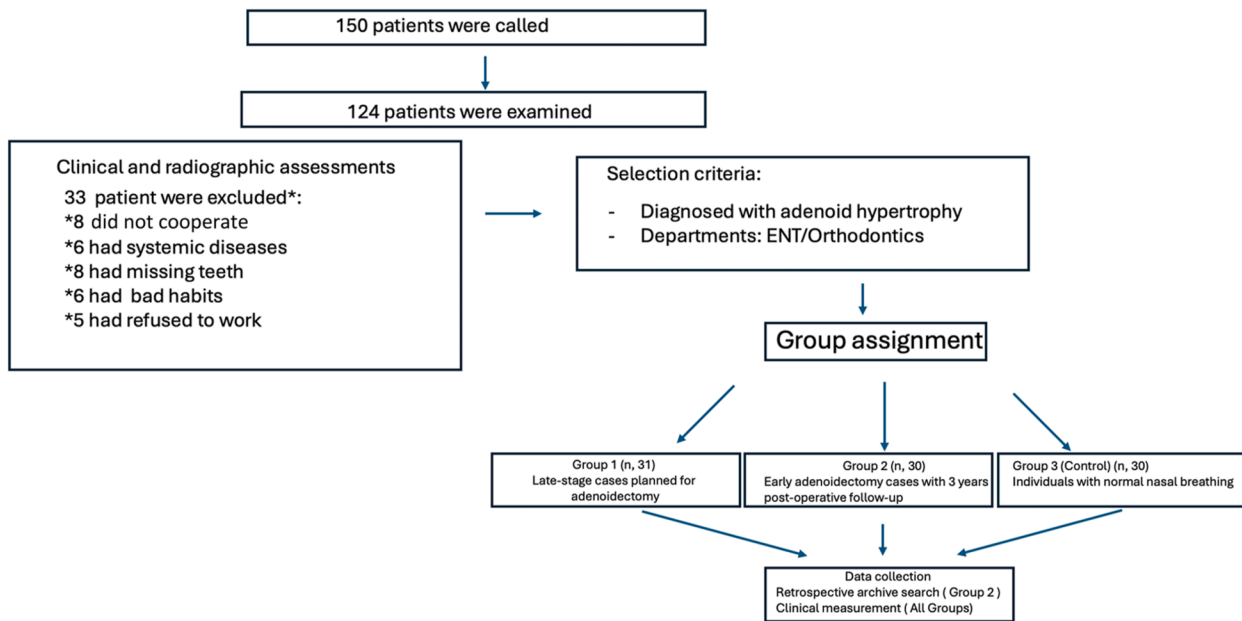 150 patients were called
124 patients were examined
Clinical and radiographic assessments
33 patient were excluded*:
*8 did not cooperate
*6 had systemic diseases
*8 had missing teeth
*6 had bad habits
*5 had refused to work
Selection criteria:
- Diagnosed with adenoid hypertrophy
- Departments: ENT/Orthodontics
Group assignment
Group 1 (n, 31)
Late-stage cases planned for
adenoidectomy
Group 2 (n, 30)
Early adenoidectomy cases with 3 years
post-operative follow-up
Group 3 (Control) (n, 30)
Individuals with normal nasal breathing
Data collection
Retrospective archive search ( Group 2 )
Clinical measurement ( All Groups)